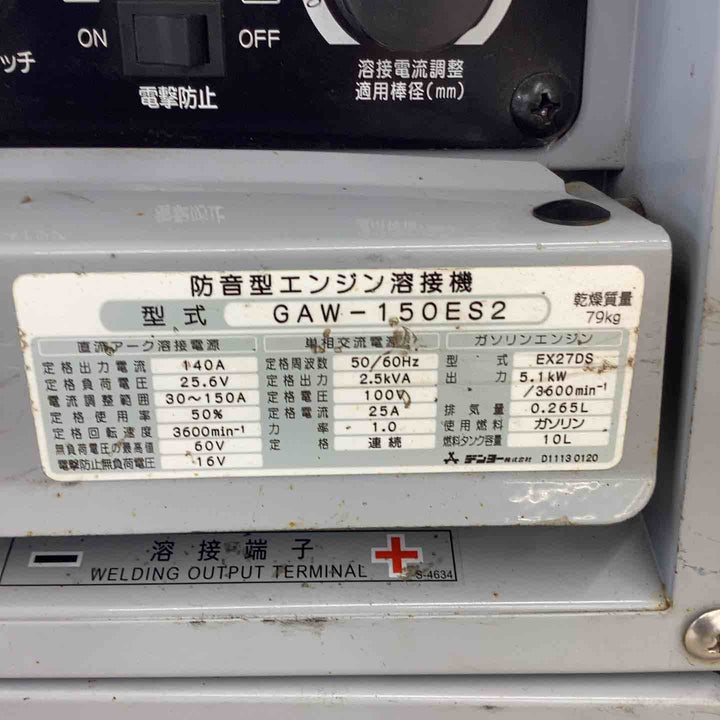 ッチ
ON
OFF
電撃防止
溶接電流調整
適用棒径(mm)
防音型エンジン溶接機
型式 GAW-150ES2
乾燥質量
79kg
直流アーク溶接電源
定格出力電流 140A
定格負荷電圧 25.6V
電流調整範囲 30～150A
定格使用率 50%
定格回転速度 3600min⁻¹
無負荷電圧の最高値 60V
電撃防止無負荷電圧 16V
単相交流電源
定格周波数 50/60Hz
定格出力 2.5kVA
定格電圧 100V
定格電流 25A
力率 1.0
定格 連続
ガソリンエンジン
型式 EX27DS
出力 5.1kW
/3600min⁻¹
排気量 0.265L
使用燃料 ガソリン
燃料タンク容量 10L
デンヨー株式会社 D1113 0120
溶接端子
WELDING OUTPUT TERMINAL
S-4634